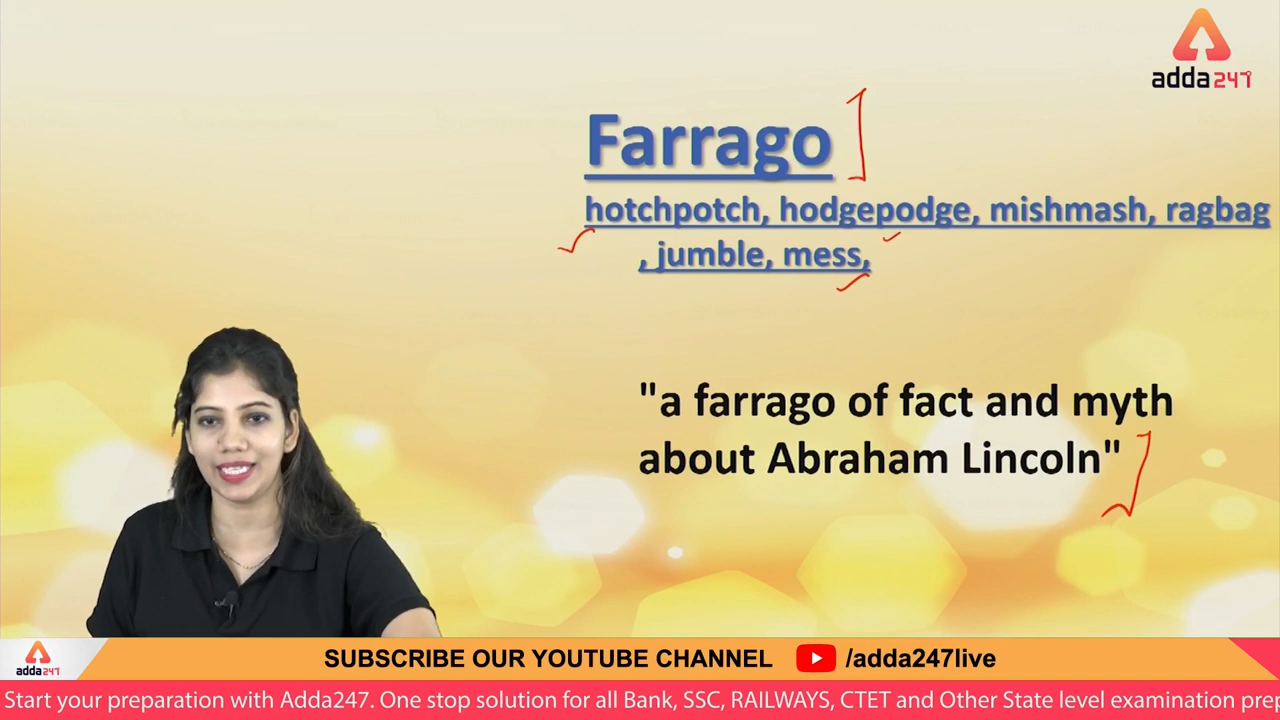 adda247
Farrago
hotchpotch, hodgepodge, mishmash, ragbag
, jumble, mess,
"a farrago of fact and myth
about Abraham Lincoln"
adda247
SUBSCRIBE OUR YOUTUBE CHANNEL /adda247live
Start your preparation with Adda247. One stop solution for all Bank, SSC, RAILWAYS, CTET and Other State level examination prep